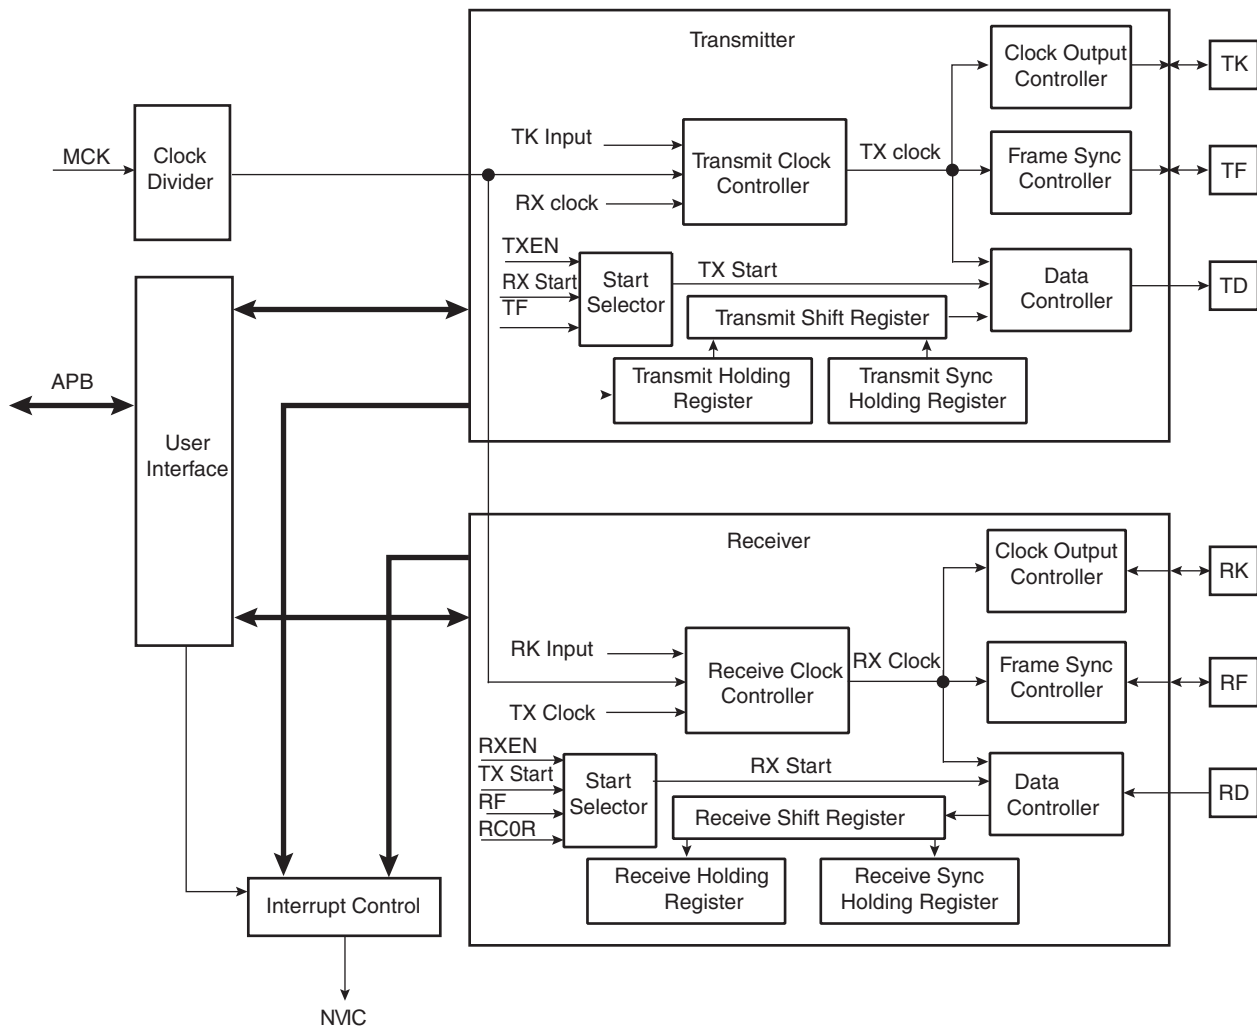 Transmitter
Clock Output
Controller
TK
MCK
Clock
Divider
TK Input
Transmit Clock
Controller
RX clock
TX clock
Frame Sync
Controller
TF
TXEN
RX Start
TF
Start
Selector
TX Start
Data
Controller
TD
Transmit Shift Register
Transmit Holding
Register
Transmit Sync
Holding Register
APB
User
Interface
Receiver
Clock Output
Controller
RK
RK Input
Receive Clock
Controller
TX Clock
RX Clock
Frame Sync
Controller
RF
RXEN
TX Start
RF
RC0R
Start
Selector
RX Start
Data
Controller
RD
Receive Shift Register
Receive Holding
Register
Receive Sync
Holding Register
Interrupt Control
NVIC